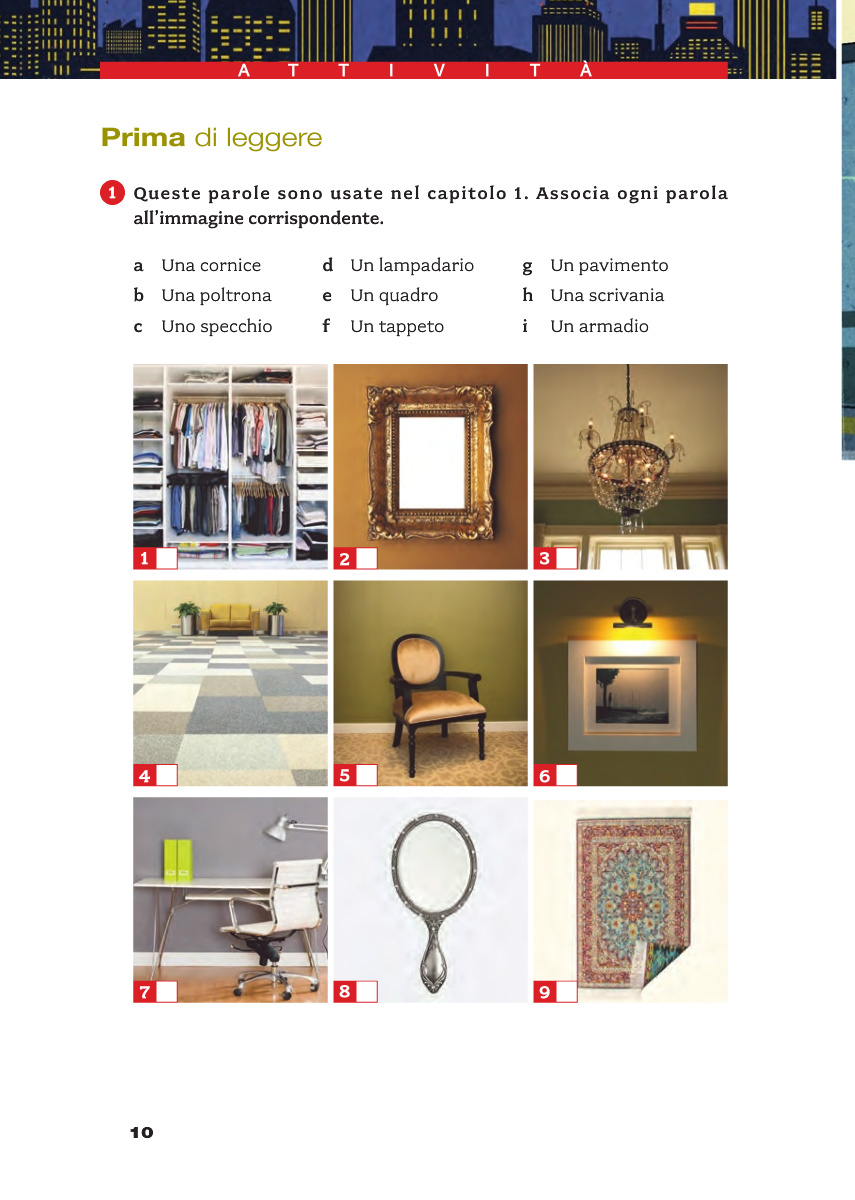 ATTIVITÀ
Prima di leggere
1 Queste parole sono usate nel capitolo 1. Associa ogni parola
all'immagine corrispondente.
a Una cornice d Un lampadario g Un pavimento
b Una poltrona e Un quadro h Una scrivania
c Uno specchio f Un tappeto i Un armadio
1 2 3
4 5 6
7 8 9
10